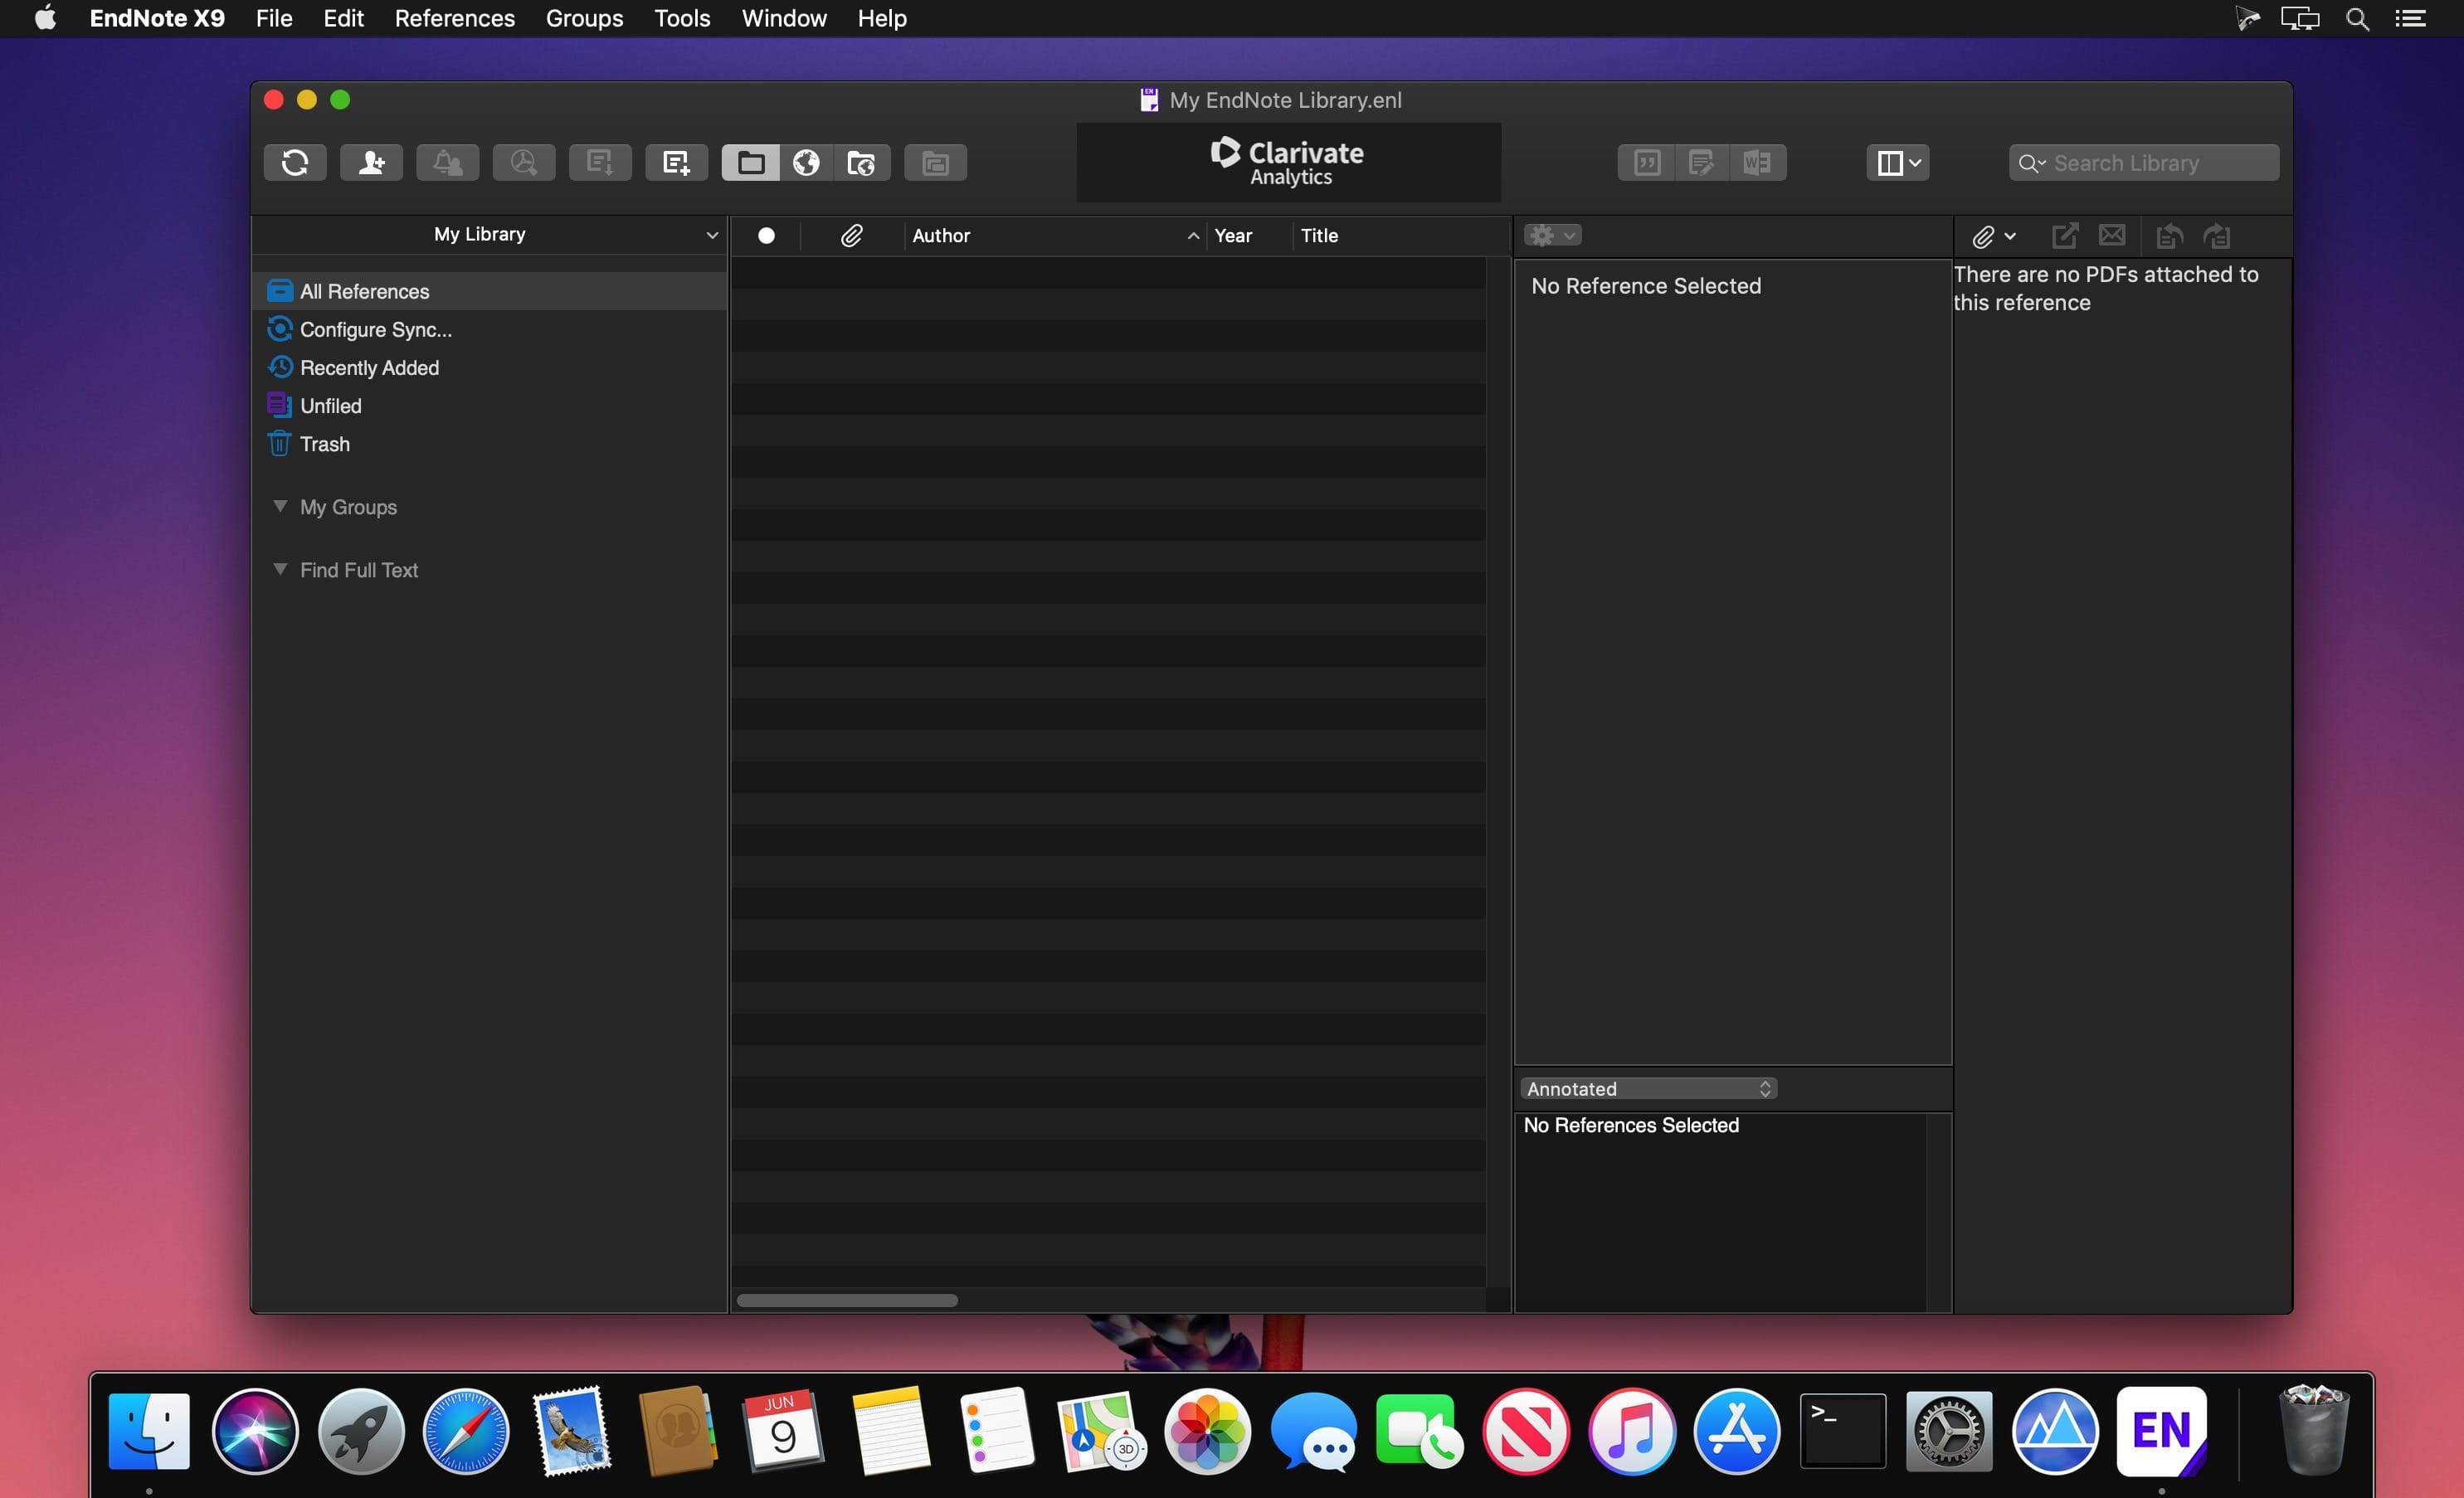 EndNote X9 File Edit References Groups Tools Window Help
EN
My EndNote Library.enl
Clarivate
Analytics
W
Search Library
My Library
Author Year Title
All References
Configure Sync...
Recently Added
Unfiled
Trash
My Groups
Find Full Text
No Reference Selected
There are no PDFs attached to
this reference
Annotated
No References Selected
JUN
9
3D
>_
EN